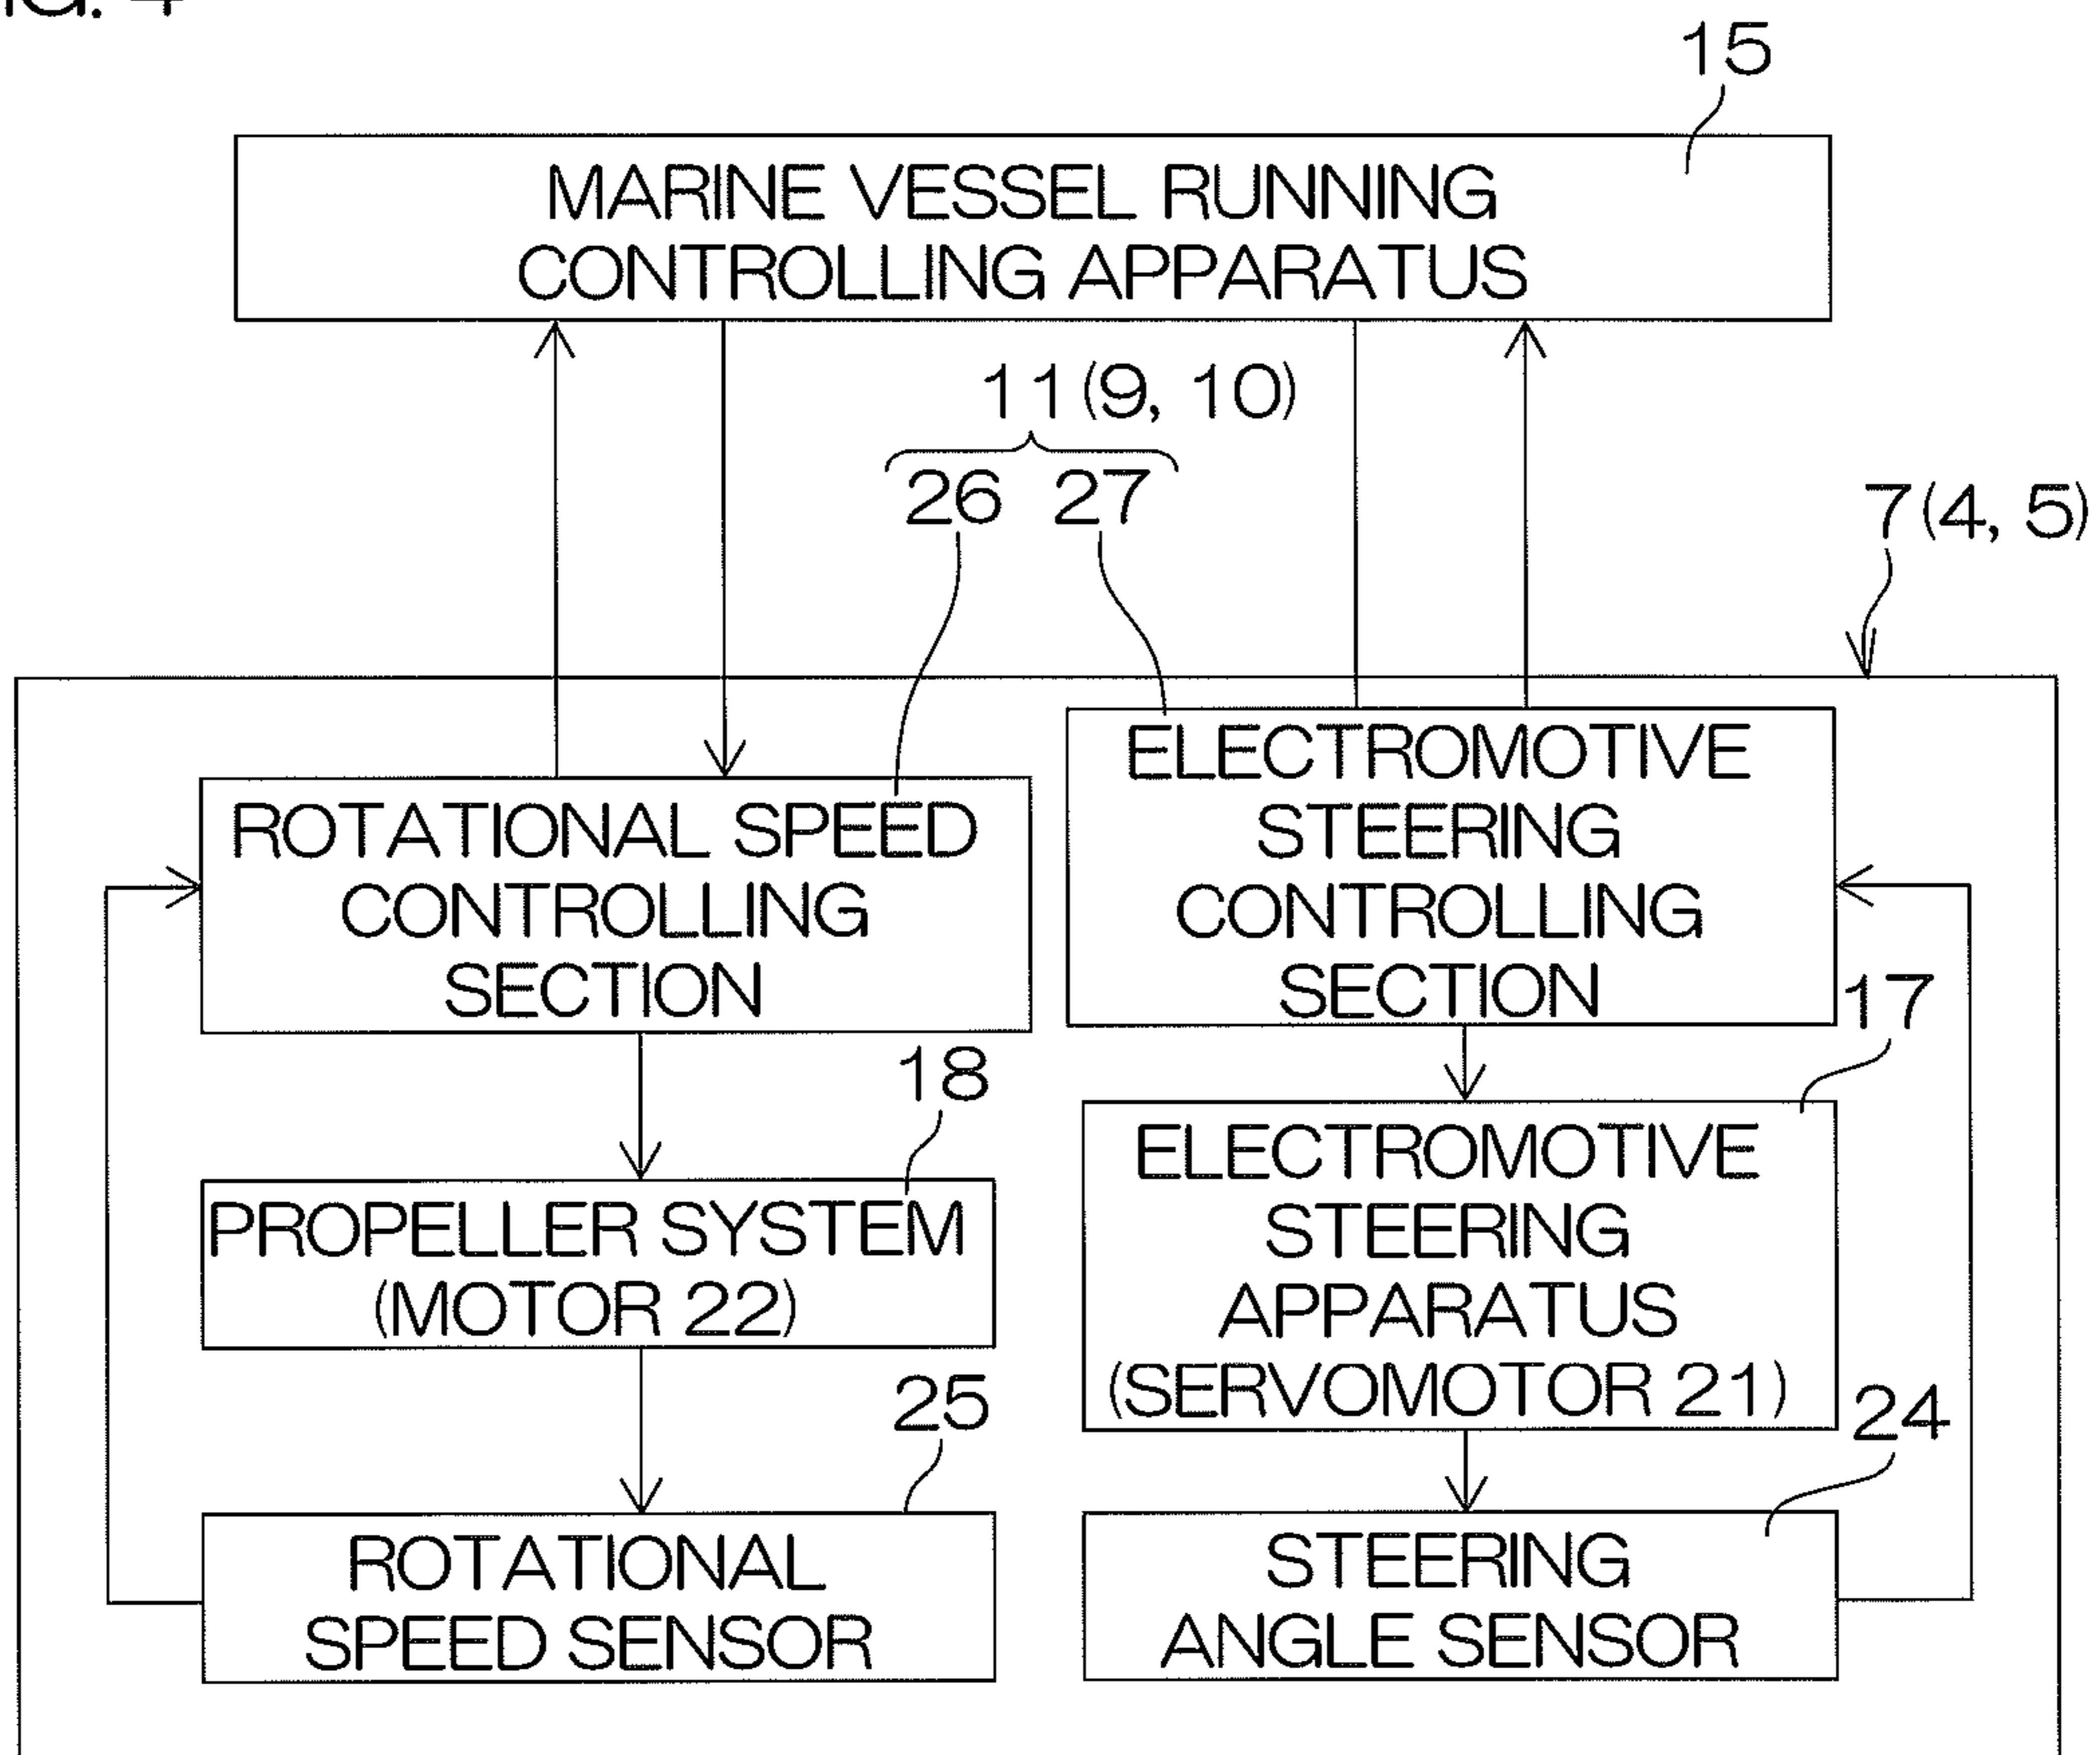 FIG. 4
15
MARINE VESSEL RUNNING
CONTROLLING APPARATUS
11(9, 10)
26 27
7(4, 5)
ROTATIONAL SPEED
CONTROLLING
SECTION
ELECTROMOTIVE
STEERING
CONTROLLING
SECTION
18
17
PROPELLER SYSTEM
(MOTOR 22)
ELECTROMOTIVE
STEERING
APPARATUS
(SERVOMOTOR 21)
25
24
ROTATIONAL
SPEED SENSOR
STEERING
ANGLE SENSOR